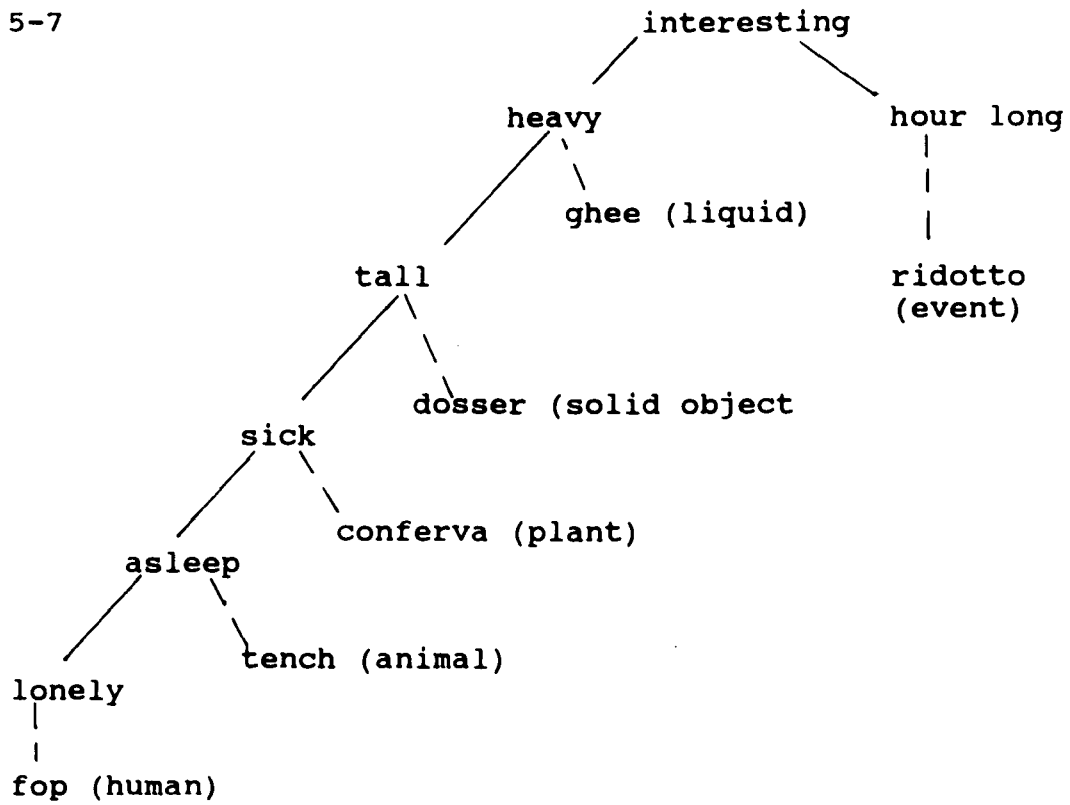 5-7
interesting
heavy
hour long
ghee (liquid)
tall
ridotto
(event)
dosser (solid object
sick
conferva (plant)
asleep
tench (animal)
lonely
fop (human)